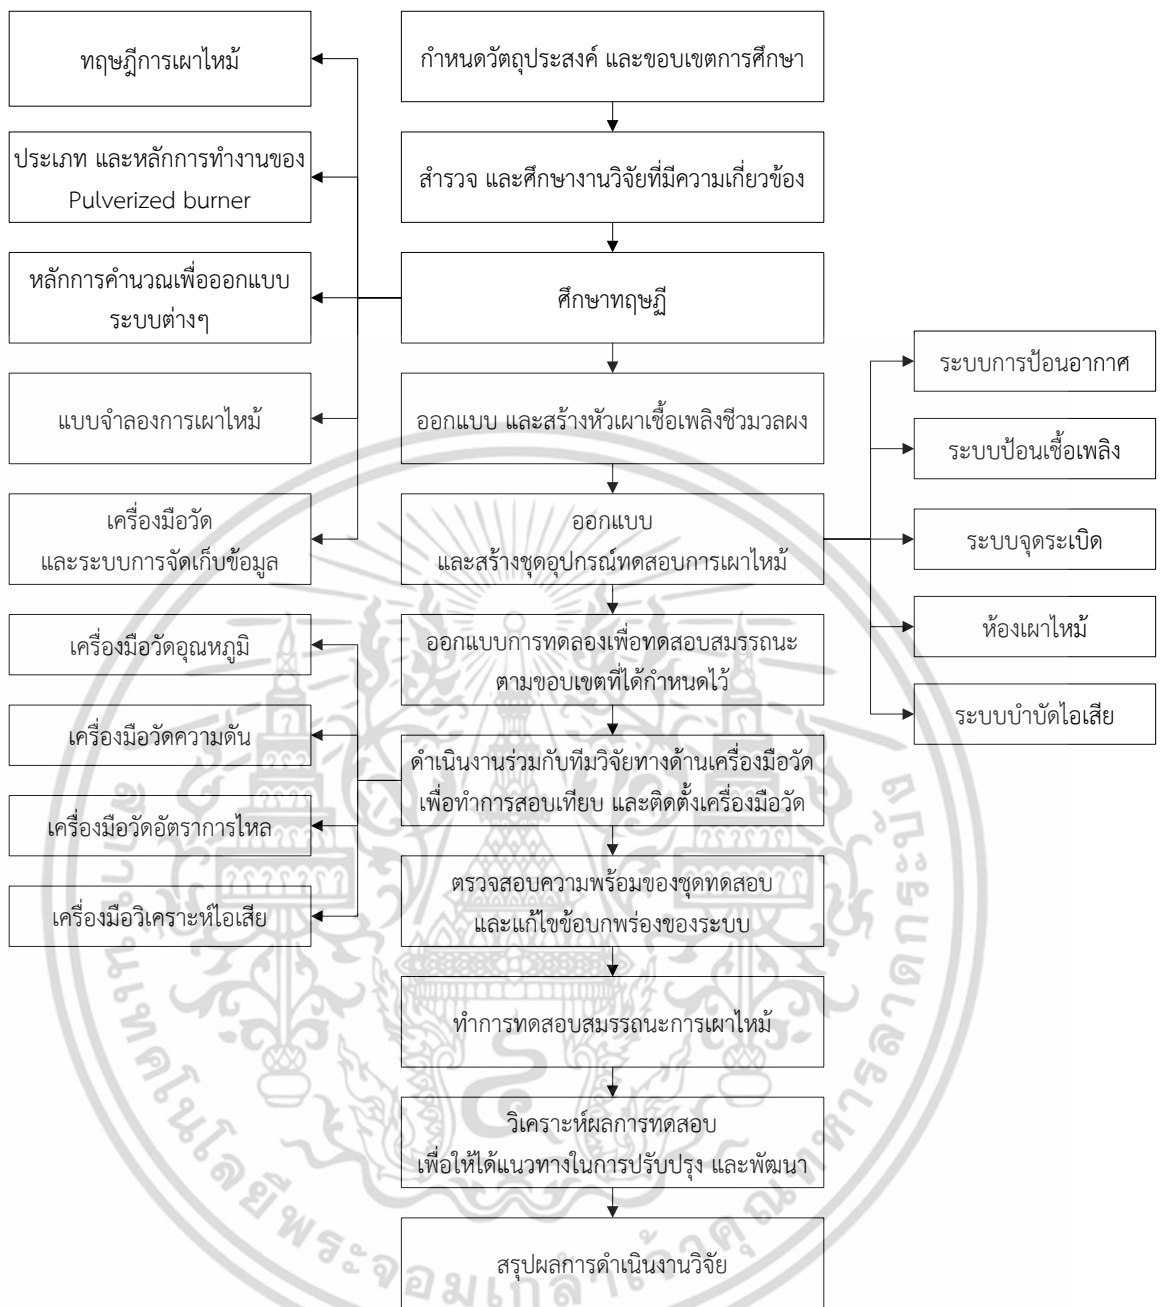 กำหนดวัตถุประสงค์ และขอบเขตการศึกษา
สำรวจ และศึกษางานวิจัยที่มีความเกี่ยวข้อง
ศึกษาทฤษฎี
ทฤษฎีการเผาไหม้
ประเภท และหลักการทำงานของ
Pulverized burner
หลักการคำนวณเพื่อออกแบบ
ระบบต่างๆ
แบบจำลองการเผาไหม้
เครื่องมือวัด
และระบบการจัดเก็บข้อมูล
ออกแบบ และสร้างหัวเผาเชื้อเพลิงชีวมวลผง
ออกแบบ
และสร้างชุดอุปกรณ์ทดสอบการเผาไหม้
ระบบการป้อนอากาศ
ระบบป้อนเชื้อเพลิง
ระบบจุดระเบิด
ห้องเผาไหม้
ระบบบำบัดไอเสีย
ออกแบบการทดลองเพื่อทดสอบสมรรถนะ
ตามขอบเขตที่ได้กำหนดไว้
ดำเนินงานร่วมกับทีมวิจัยทางด้านเครื่องมือวัด
เพื่อทำการสอบเทียบ และติดตั้งเครื่องมือวัด
เครื่องมือวัดอุณหภูมิ
เครื่องมือวัดความดัน
เครื่องมือวัดอัตราการไหล
เครื่องมือวิเคราะห์ไอเสีย
ตรวจสอบความพร้อมของชุดทดสอบ
และแก้ไขข้อบกพร่องของระบบ
ทำการทดสอบสมรรถนะการเผาไหม้
วิเคราะห์ผลการทดสอบ
เพื่อให้ได้แนวทางในการปรับปรุง และพัฒนา
สรุปผลการดำเนินงานวิจัย